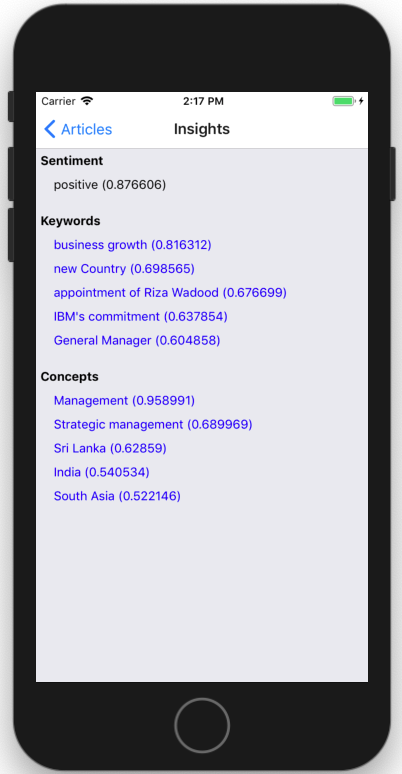 Carrier
2:17 PM
Articles
Insights
Sentiment
positive (0.876606)
Keywords
business growth (0.816312)
new Country (0.698565)
appointment of Riza Wadood (0.676699)
IBM's commitment (0.637854)
General Manager (0.604858)
Concepts
Management (0.958991)
Strategic management (0.689969)
Sri Lanka (0.62859)
India (0.540534)
South Asia (0.522146)